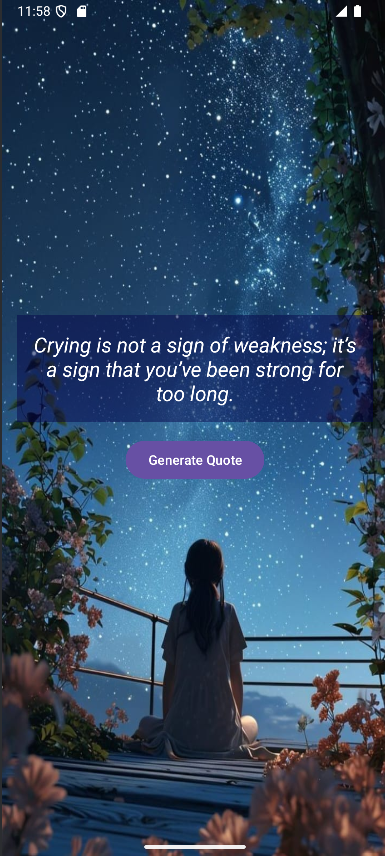 11:58
Crying is not a sign of weakness; it's
a sign that you've been strong for
too long.
Generate Quote